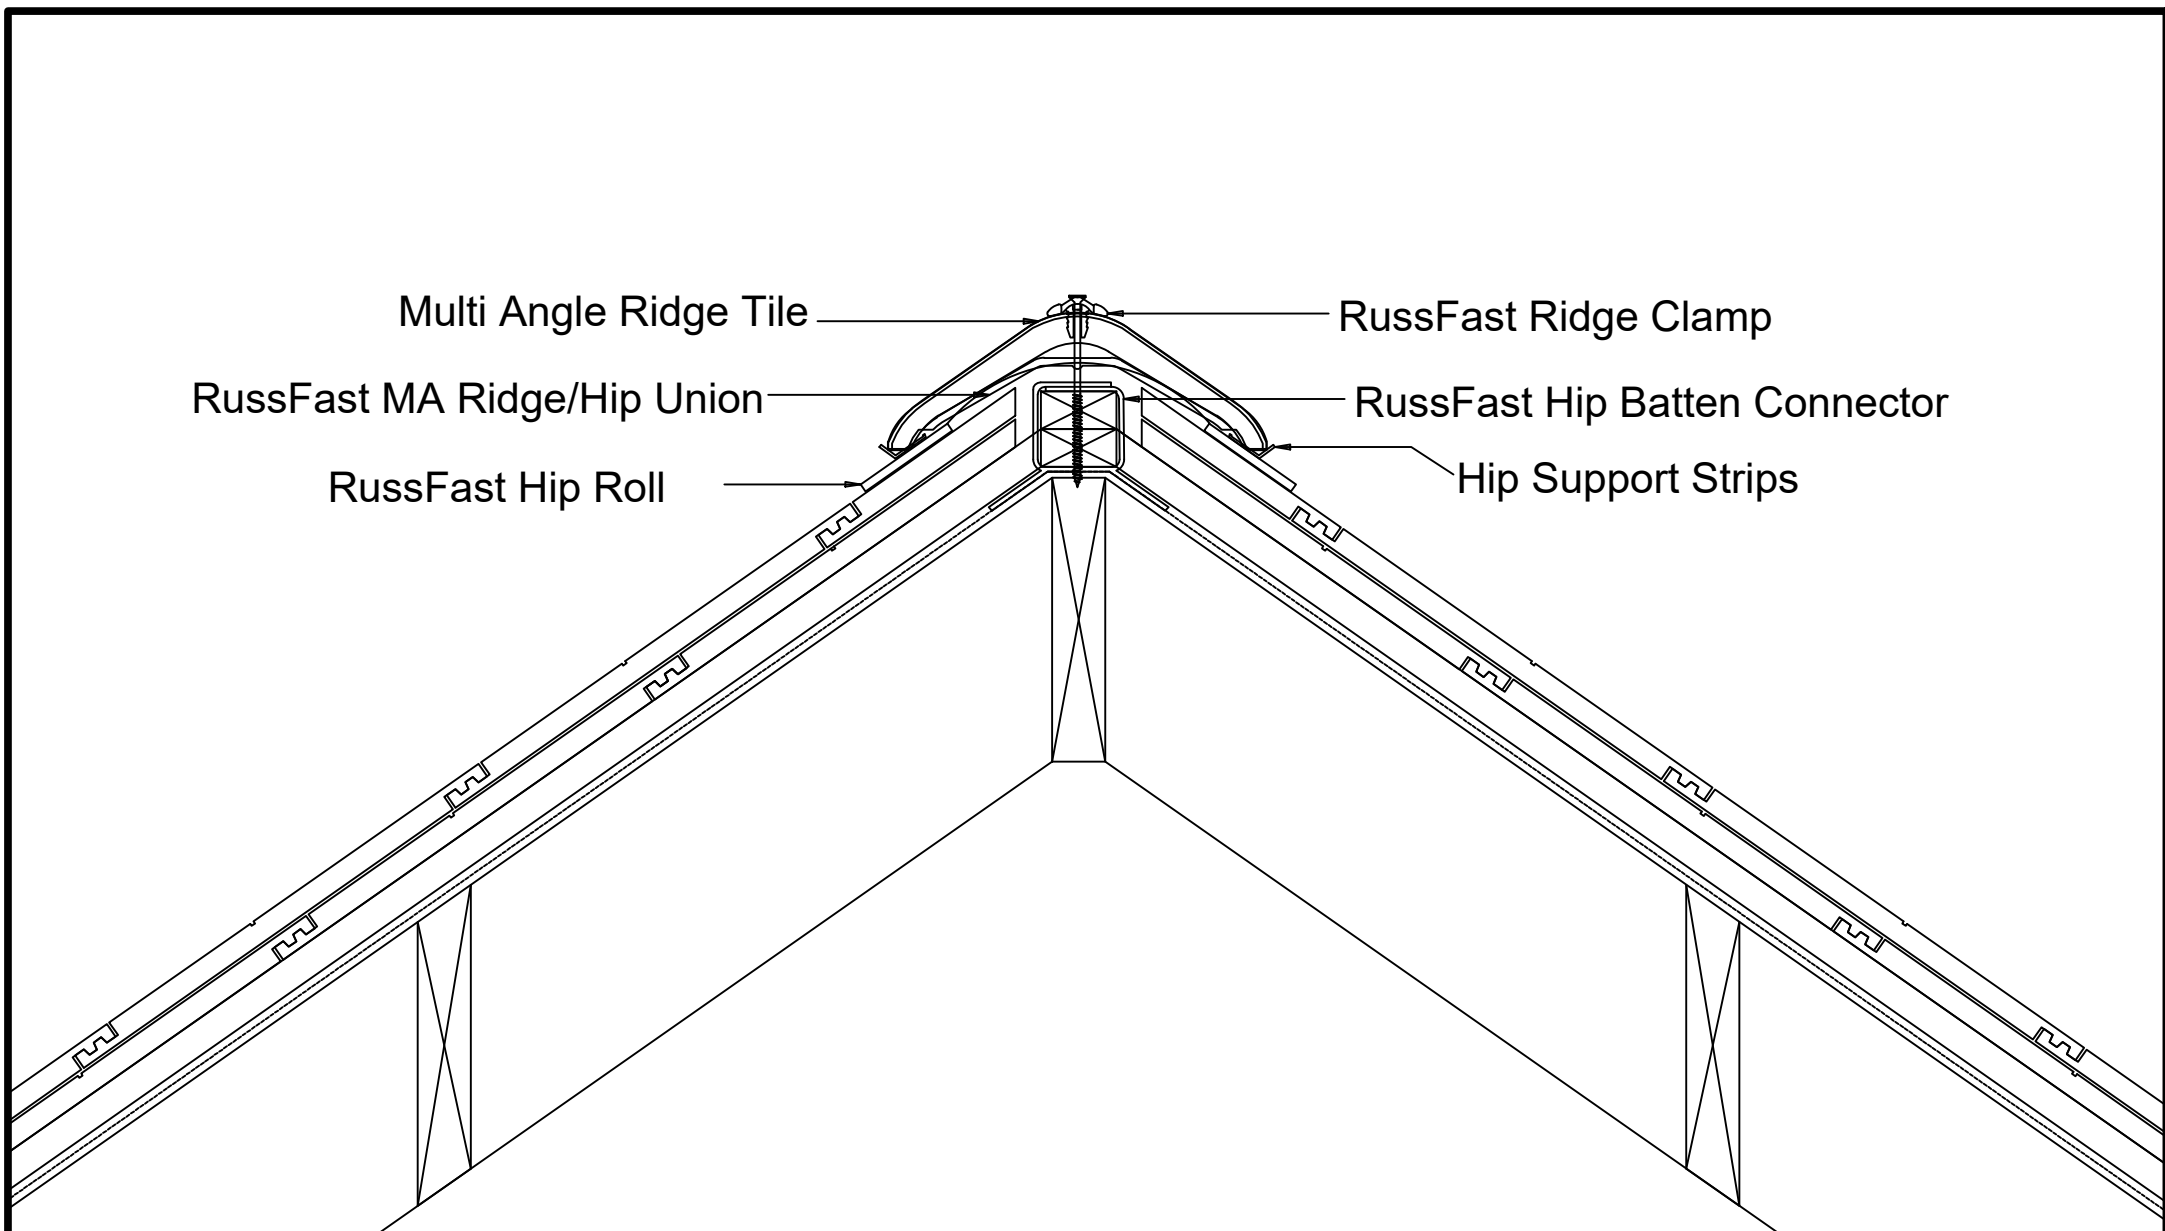 Multi Angle Ridge Tile
RussFast Ridge Clamp
RussFast MA Ridge/Hip Union
RussFast Hip Batten Connector
RussFast Hip Roll
Hip Support Strips